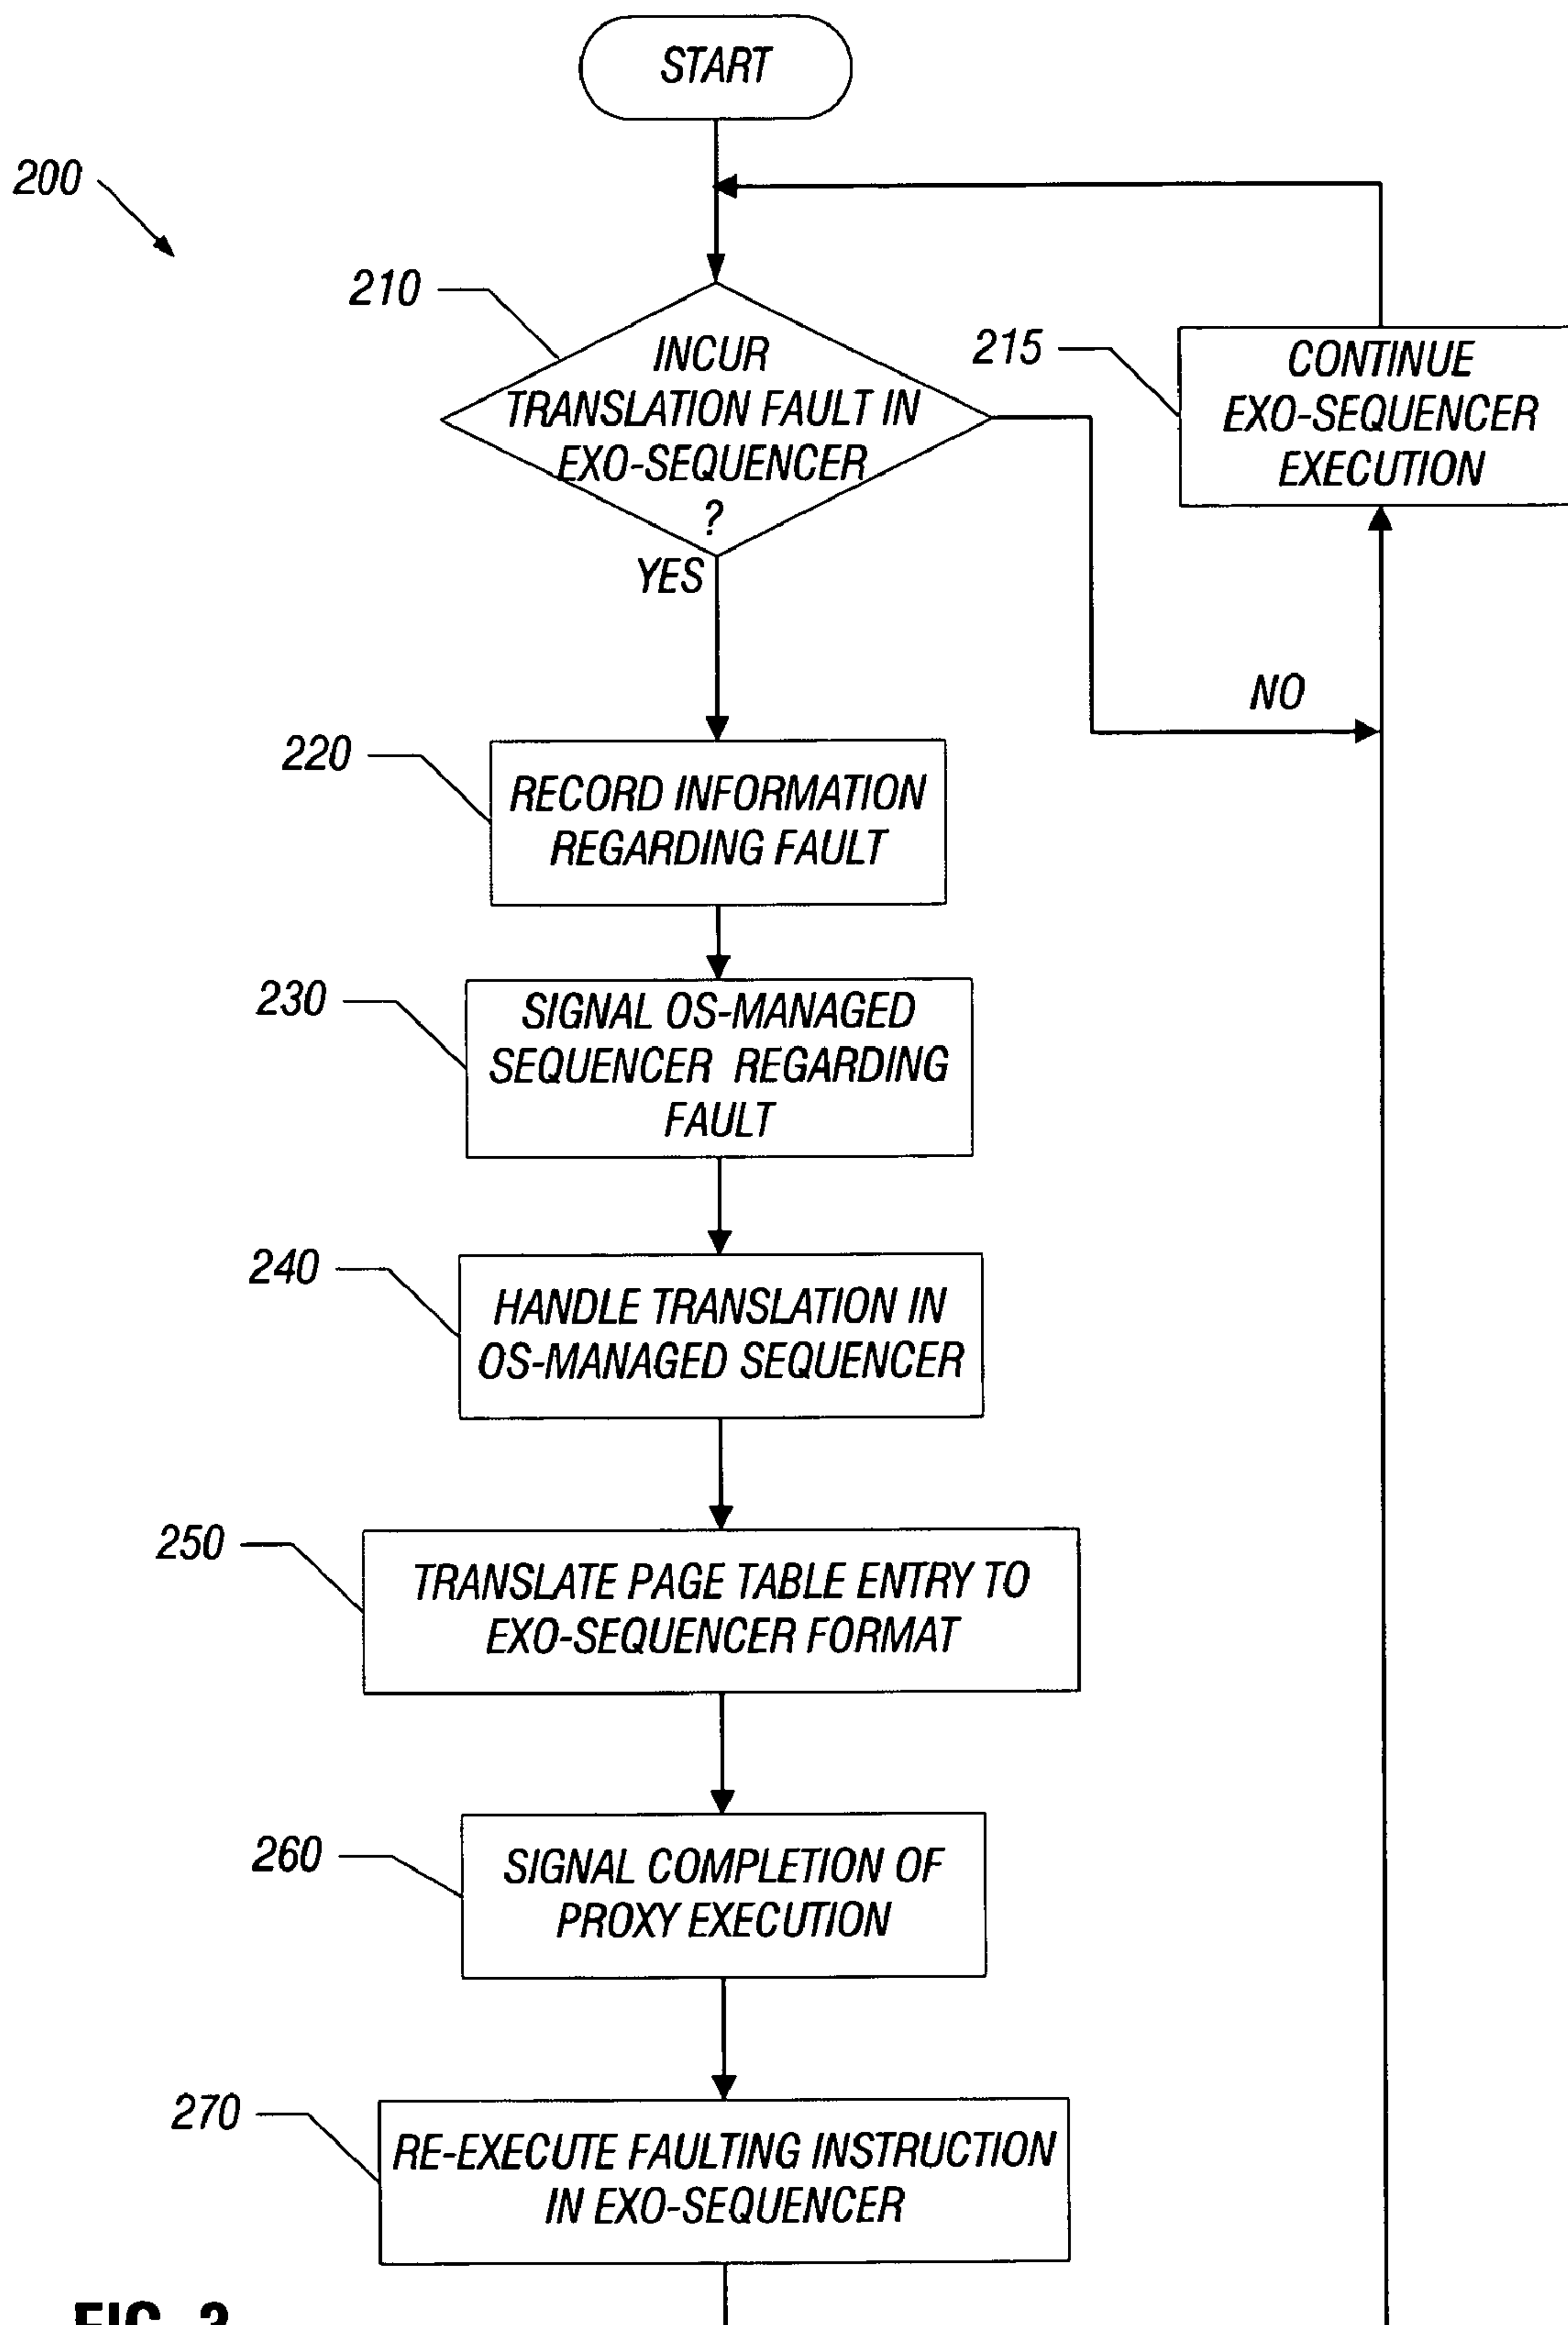 START
200
210
INCUR
TRANSLATION FAULT IN
EXO-SEQUENCER
?
215
CONTINUE
EXO-SEQUENCER
EXECUTION
YES
NO
220
RECORD INFORMATION
REGARDING FAULT
230
SIGNAL OS-MANAGED
SEQUENCER REGARDING
FAULT
240
HANDLE TRANSLATION IN
OS-MANAGED SEQUENCER
250
TRANSLATE PAGE TABLE ENTRY TO
EXO-SEQUENCER FORMAT
260
SIGNAL COMPLETION OF
PROXY EXECUTION
270
RE-EXECUTE FAULTING INSTRUCTION
IN EXO-SEQUENCER
FIG. 3